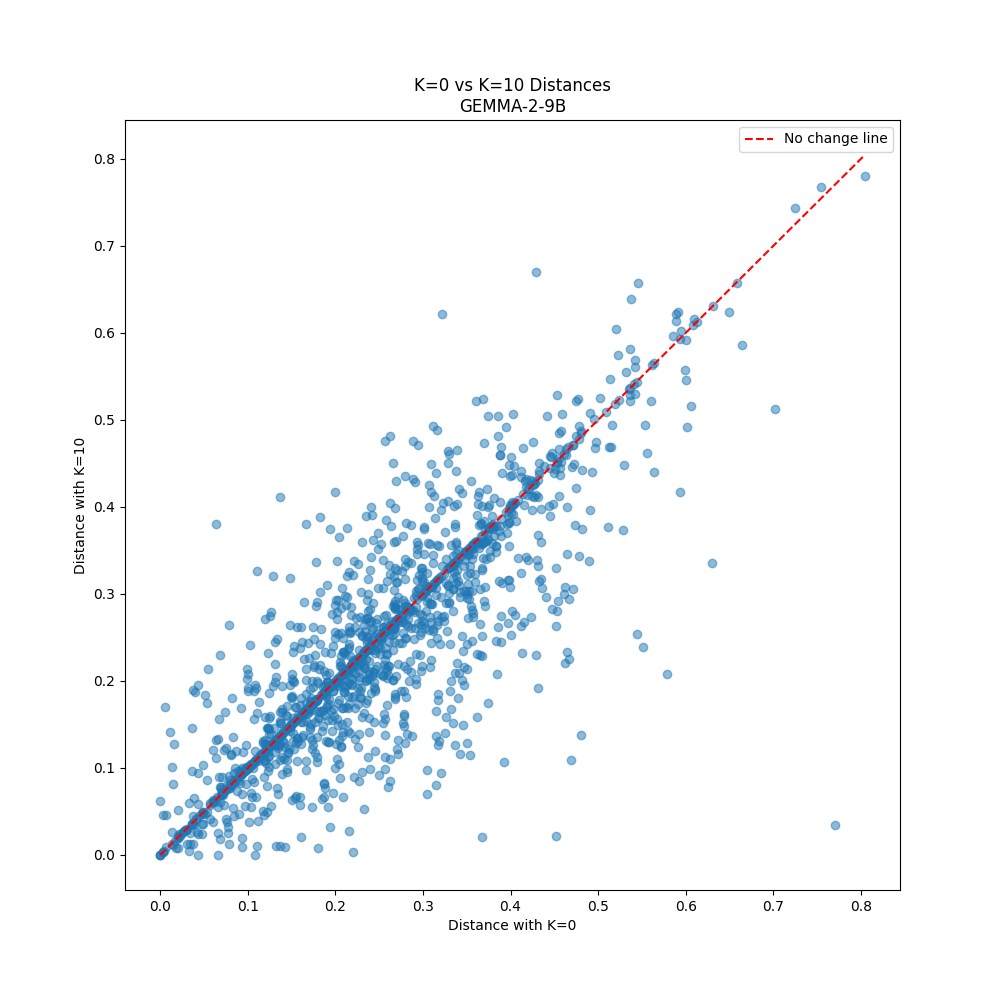 K=0 vs K=10 Distances
GEMMA-2-9B
No change line
0.8
0.7
0.6
0.5
0.4
0.3
0.2
0.1
0.0
Distance with K=10
0.0 0.1 0.2 0.3 0.4 0.5 0.6 0.7 0.8
Distance with K=0